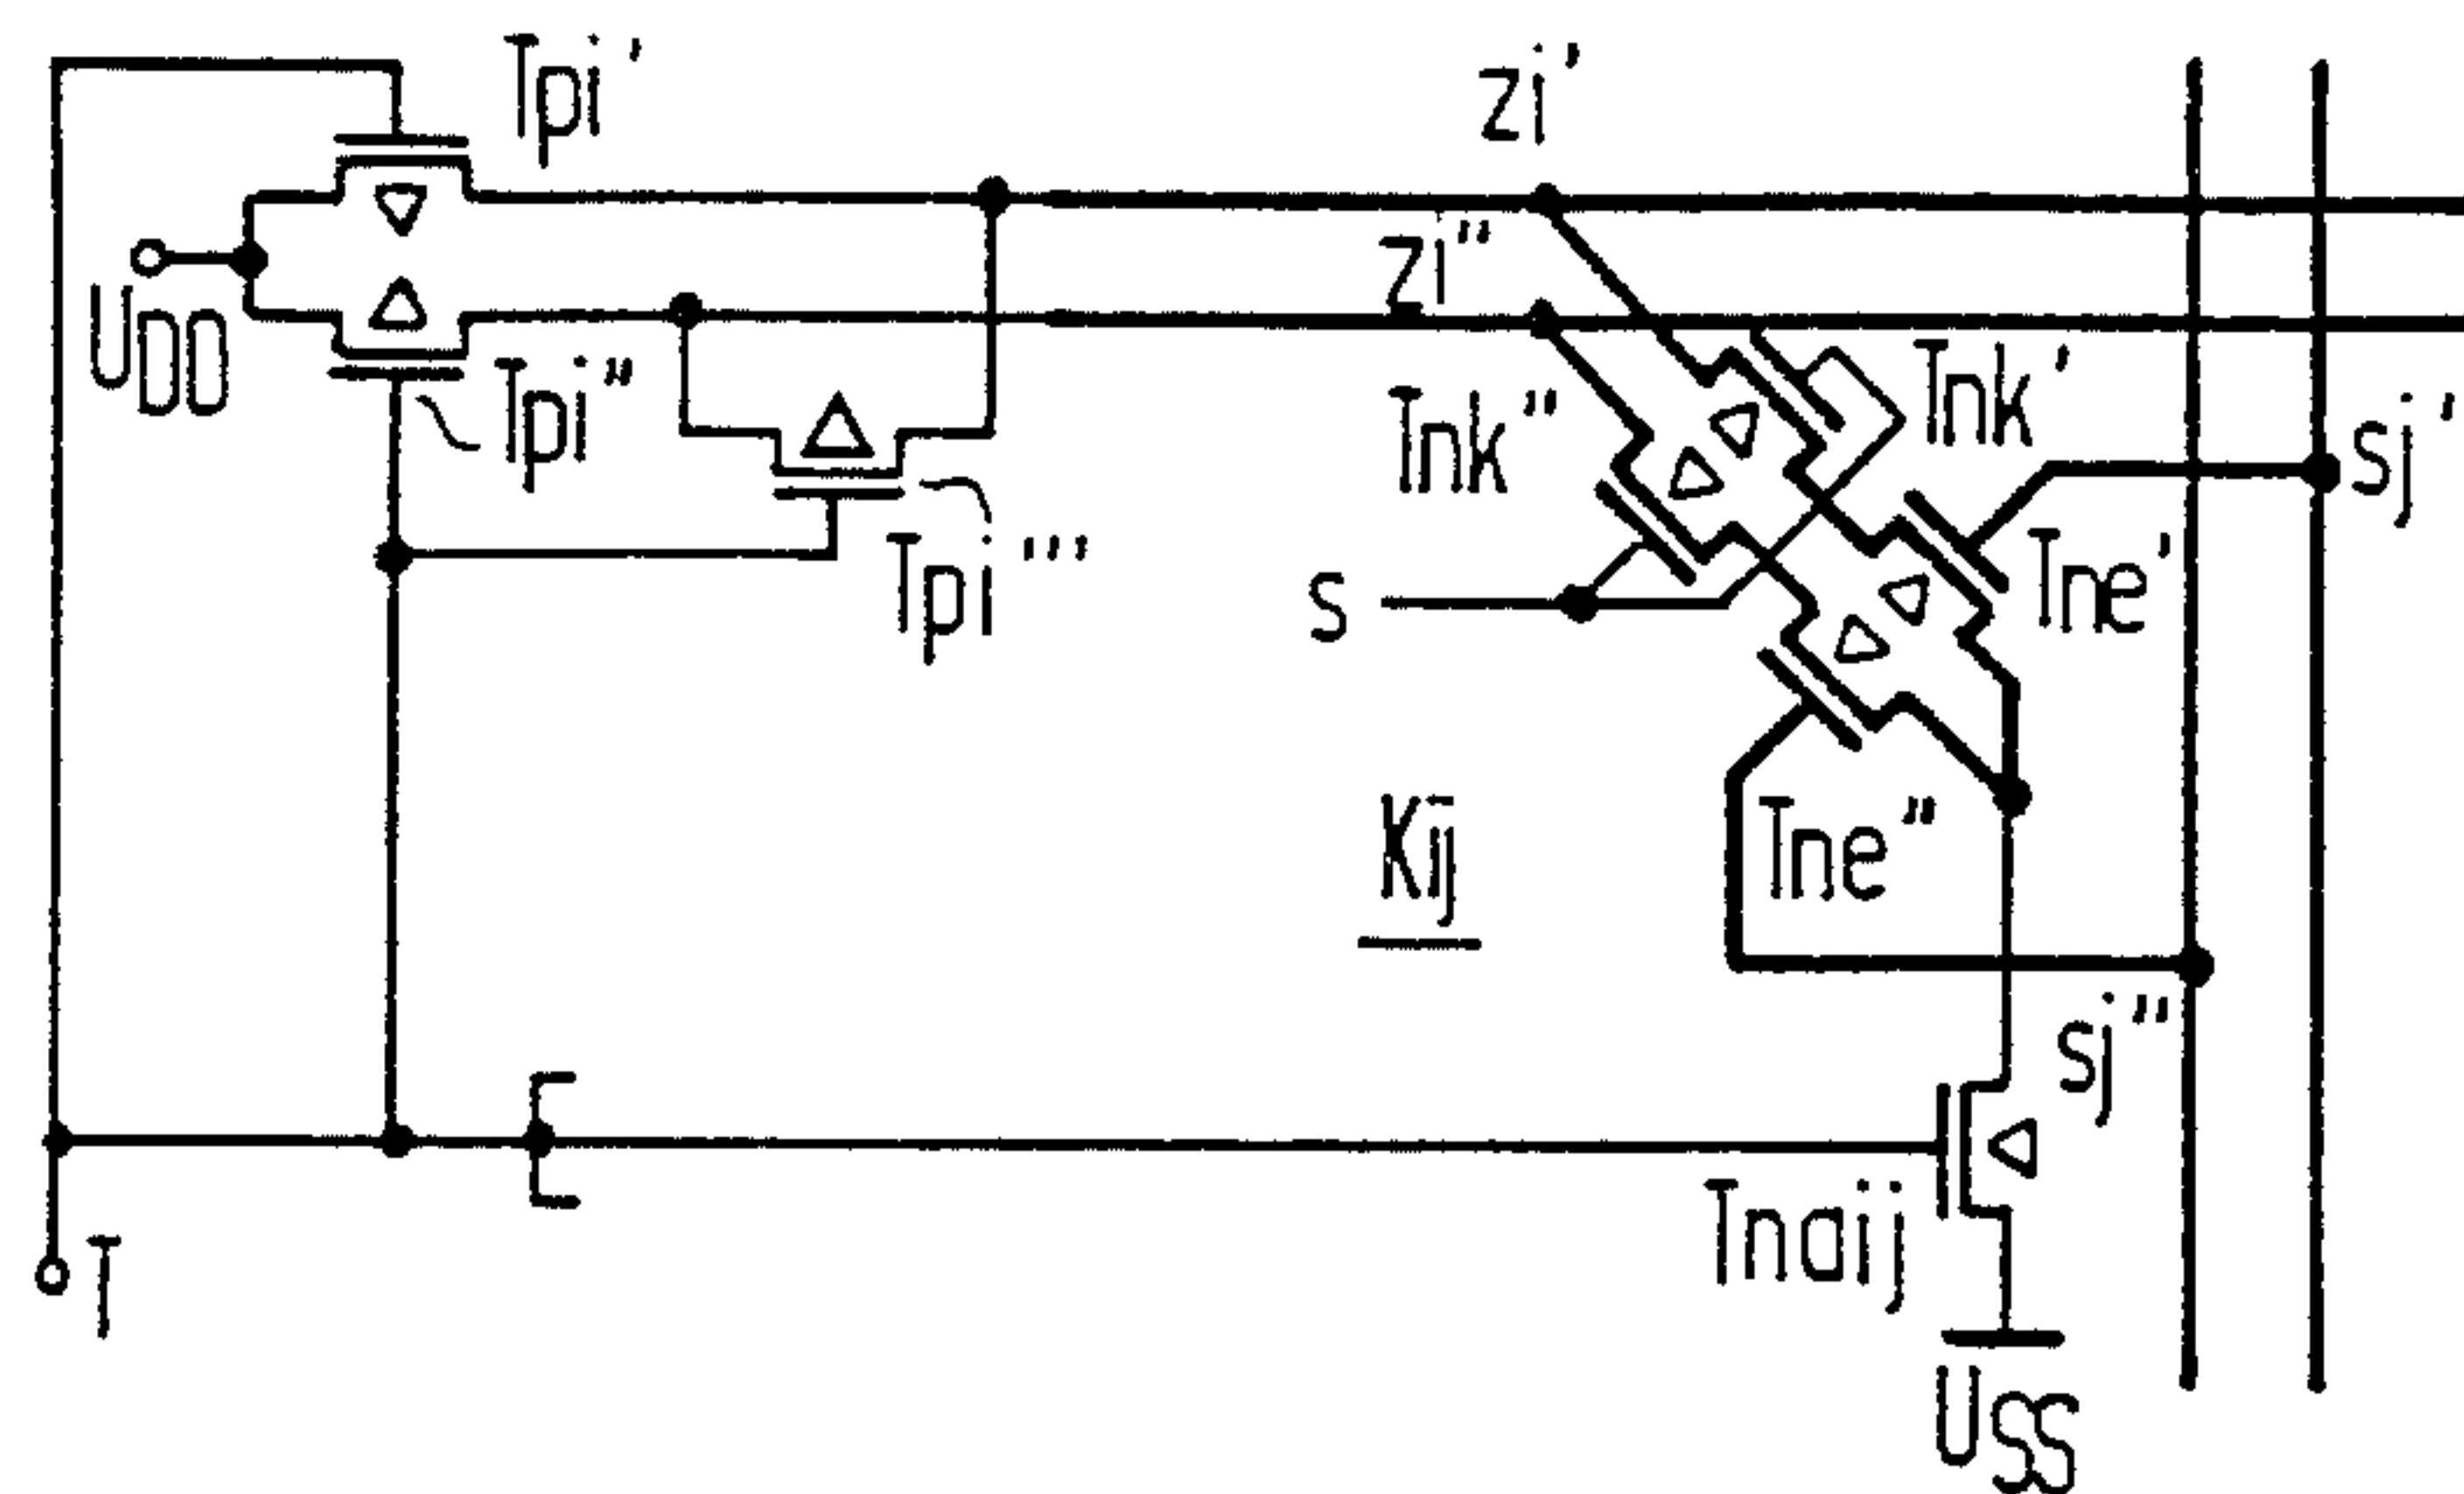 Tpi'
zi'
zi"
UDD
Tpi"
Tnk'
Tnk"
sj'
Tpi"'
s
Tne'
Kij
Tne"
sj"
T
Tnaij
USS